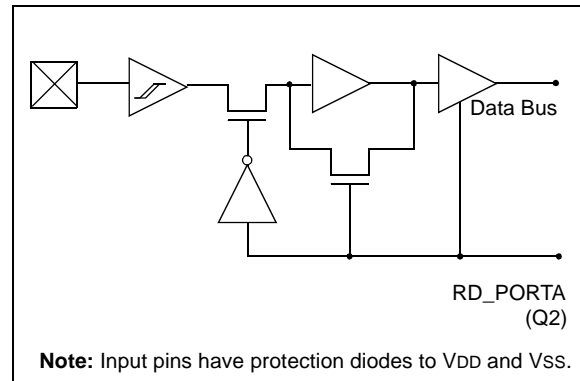 Data Bus
RD_PORTA
(Q2)
Note: Input pins have protection diodes to VDD and VSS.